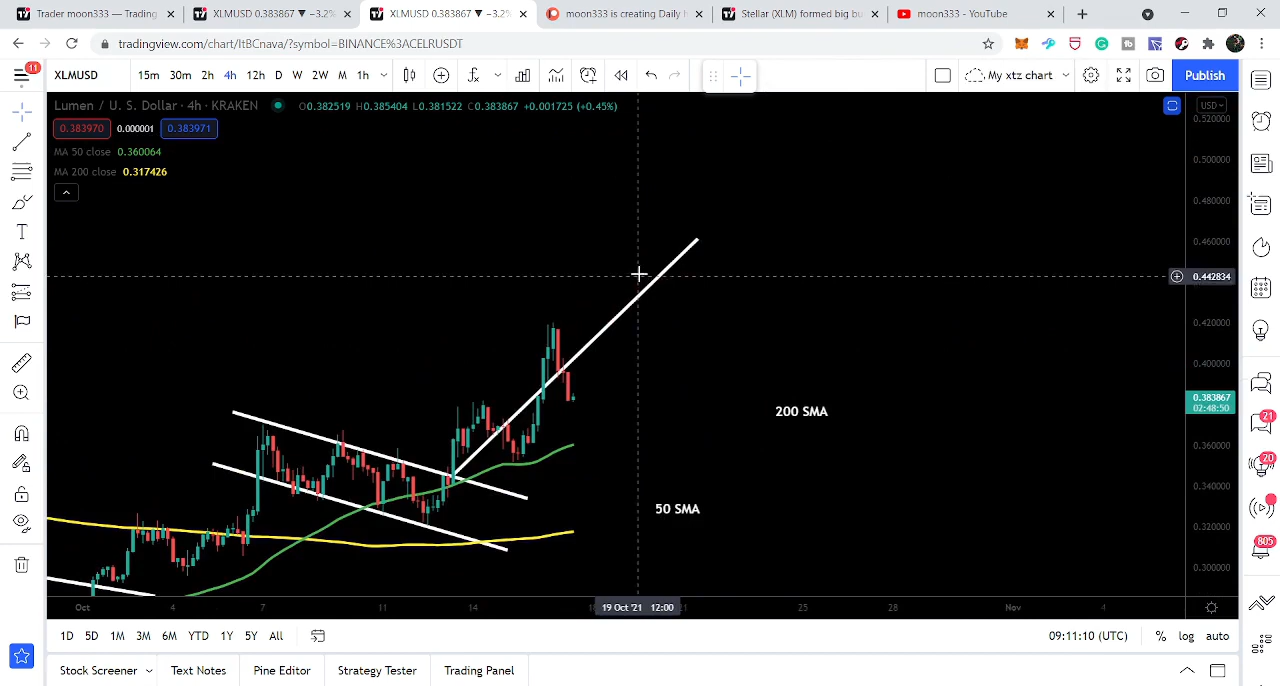 Trader moon333 — Trading
XLMUSD 0.383867 ▼ −3.2%
XLMUSD 0.383867 ▼ −3.2%
moon333 is creating Daily h
Stellar (XLM) formed big bu
moon333 - YouTube
tradingview.com/chart/ItBCnava/?symbol=BINANCE%3ACELRUSDT
11
XLMUSD 15m 30m 2h 4h 12h D W 2W M 1h
My xtz chart
Publish
Lumen / U. S. Dollar · 4h · KRAKEN O0.382519 H0.385404 L0.381522 C0.383867 +0.001725 (+0.45%)
USD
0.383970 0.000001 0.383971
MA 50 close 0.360064
MA 200 close 0.317426
0.520000
0.500000
0.480000
0.460000
0.442834
0.420000
0.400000
0.383867
02:48:50
0.360000
0.340000
0.320000
0.300000
200 SMA
50 SMA
Oct 4 7 11 14 19 Oct '21 12:00 25 28 Nov 4
21
20
805
1D 5D 1M 3M 6M YTD 1Y 5Y All
09:11:10 (UTC) % log auto
Stock Screener Text Notes Pine Editor Strategy Tester Trading Panel